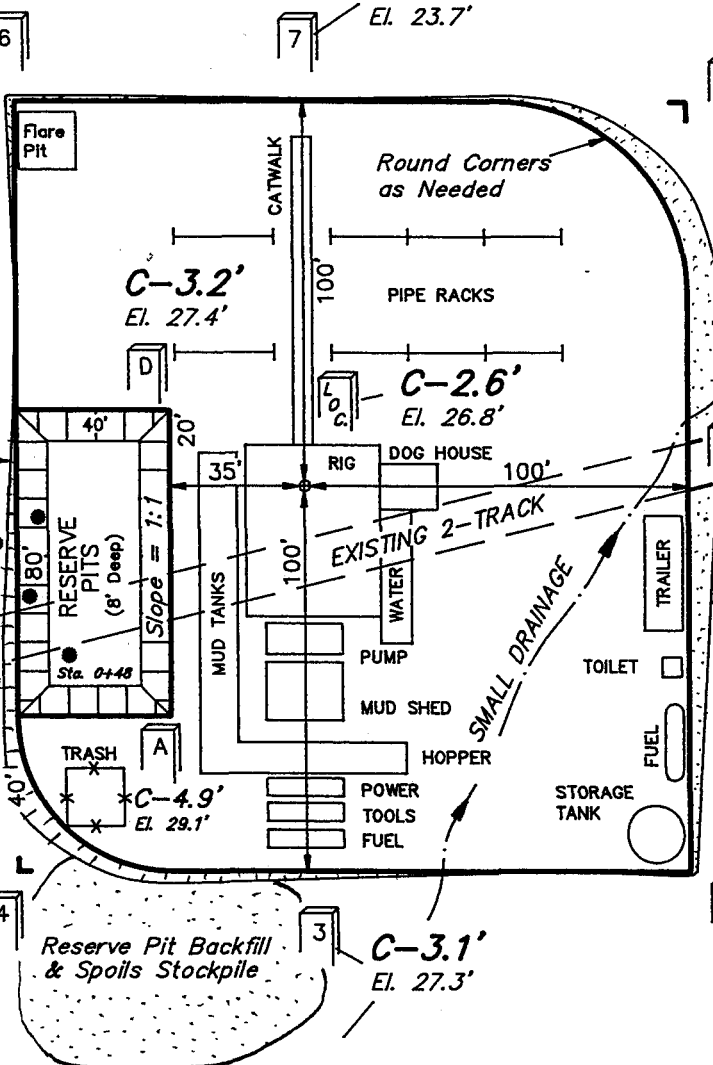 El. 23.7'
6
7
Flare
Pit
CATWALK
Round Corners
as Needed
C-3.2'
El. 27.4'
100'
PIPE RACKS
D
L
O
C.
C-2.6'
El. 26.8'
40'
20'
35'
RIG
DOG HOUSE
100'
EXISTING 2-TRACK
RESERVE
PITS
(8' Deep)
80'
Slope = 1:1
Sta. 0+48
MUD TANKS
100'
WATER
PUMP
MUD SHED
HOPPER
SMALL DRAINAGE
TRAILER
TOILET
FUEL
STORAGE
TANK
A
TRASH
C-4.9'
El. 29.1'
40'
POWER
TOOLS
FUEL
4
3
C-3.1'
El. 27.3'
Reserve Pit Backfill
& Spoils Stockpile